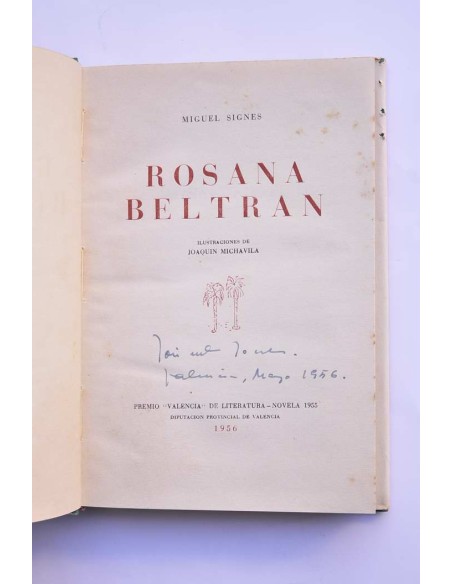 MIGUEL SIGNES
ROSANA
BELTRAN
ILUSTRACIONES DE
JOAQUIN MICHAVILA
Valencia, Mayo 1956.
PREMIO "VALENCIA" DE LITERATURA—NOVELA 1955
DIPUTACION PROVINCIAL DE VALENCIA
1956